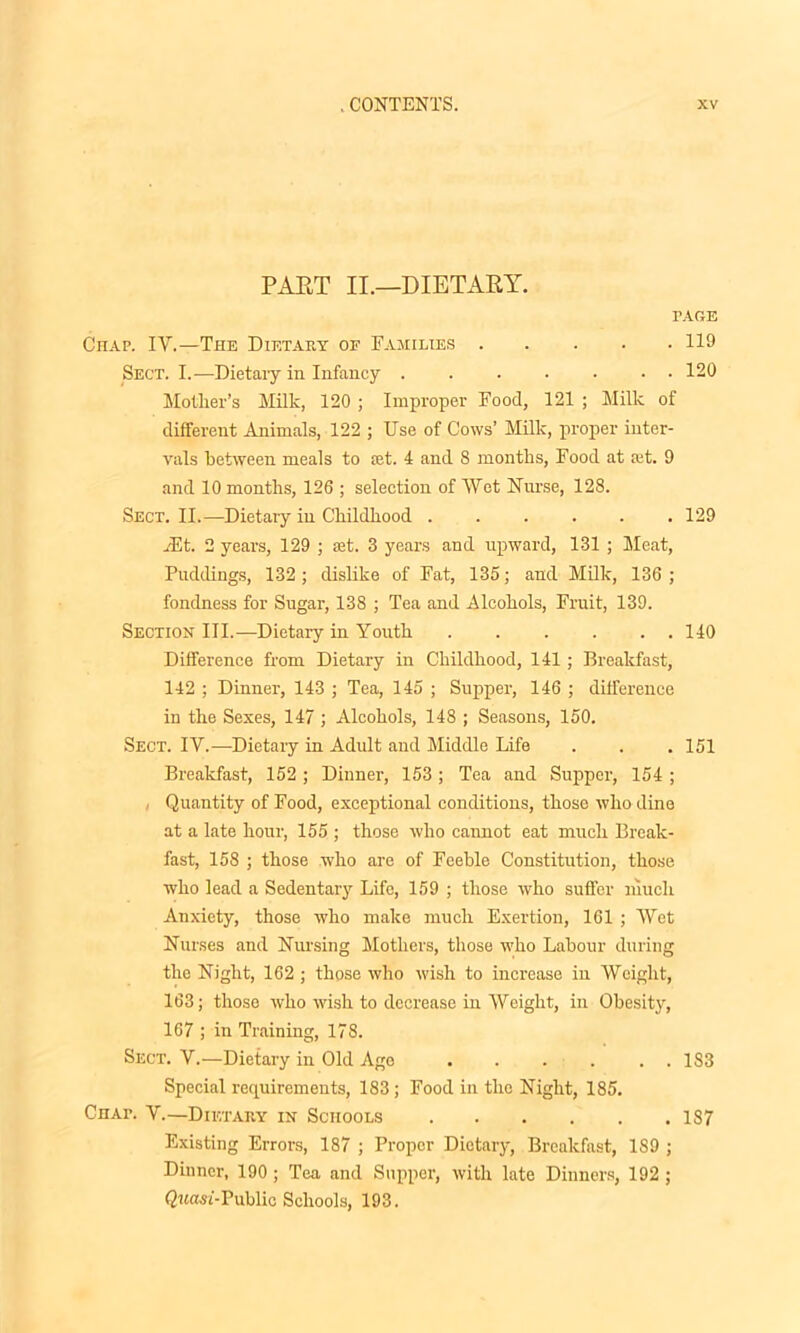 . CONTENTS. xv
PART II.—DIETARY.
PAGE
Chap. IV.—The Dietary of Families . . . . . 119
Sect. I.—Dietary in Infancy . . . . . . . 120
Mother's Milk, 120 ; Improper Food, 121 ; Milk of
different Animals, 122 ; Use of Cows' Milk, proper inter-
vals between meals to æt. 4 and 8 months, Food at æt. 9
and 10 months, 126 ; selection of Wet Nurse, 128.
Sect. II.—Dietary in Childhood . . . . . . 129
Æt. 2 years, 129 ; æt. 3 years and upward, 131 ; Meat,
Puddings, 132 ; dislike of Fat, 135; and Milk, 136 ;
fondness for Sugar, 138 ; Tea and Alcohols, Fruit, 139.
Section III.—Dietary in Youth . . . . . . 140
Difference from Dietary in Childhood, 141 ; Breakfast,
142 ; Dinner, 143 ; Tea, 145 ; Supper, 146 ; difference
in the Sexes, 147 ; Alcohols, 148 ; Seasons, 150.
Sect. IV.—Dietary in Adult and Middle Life . . . 151
Breakfast, 152 ; Dinner, 153 ; Tea and Supper, 154 ;
Quantity of Food, exceptional conditions, those who dine
at a late hour, 155 ; those who cannot eat much Break-
fast, 158 ; those who are of Feeble Constitution, those
who lead a Sedentary Life, 159 ; those who suffer much
Anxiety, those who make much Exertion, 161 ; Wet
Nurses and Nursing Mothers, those who Labour during
the Night, 162 ; those who wish to increase in Weight,
163; those who wish to decrease in Weight, in Obesity,
167 ; in Training, 178.
Sect. V.—Dietary in Old Age . . . . . . 183
Special requirements, 183 ; Food in the Night, 185.
Chap. V.—Dietary in Schools . . . . . . 187
Existing Errors, 187 ; Proper Dietary, Breakfast, 189 ;
Dinner, 190 ; Tea and Supper, with late Dinners, 192 ;
Quasi-Public Schools, 193.